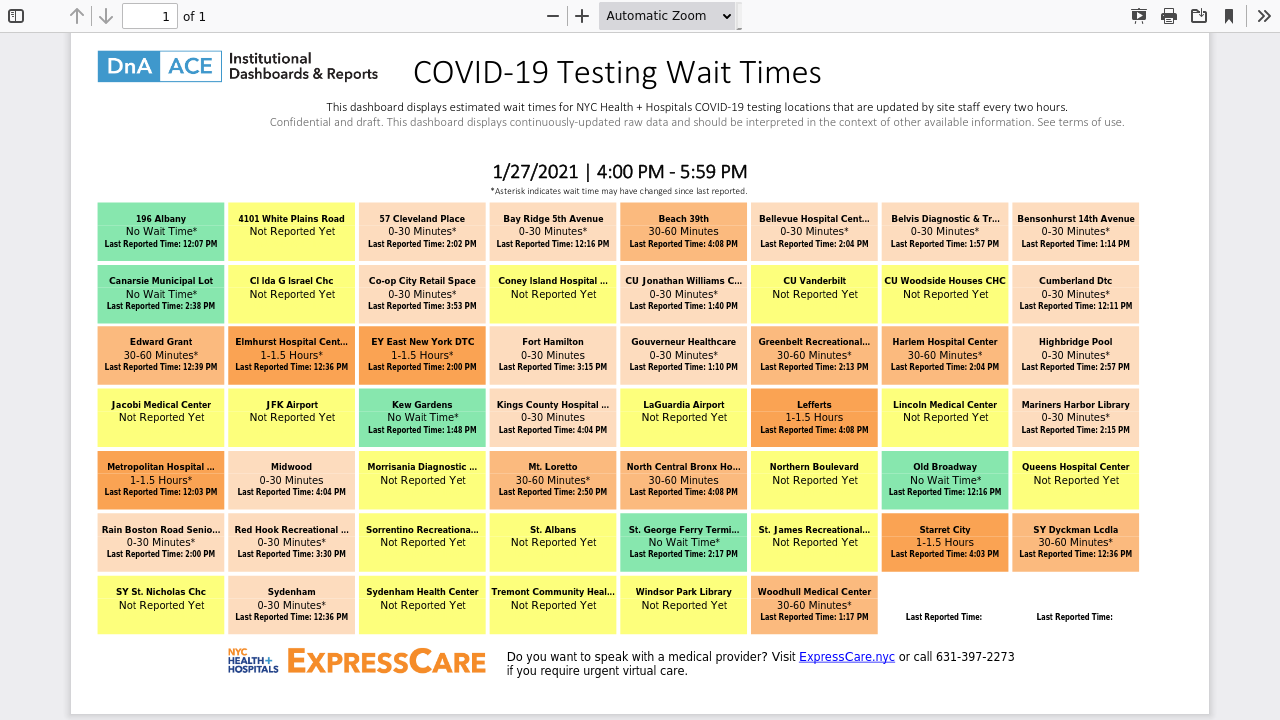 1 of 1
Automatic Zoom
DnA ACE Institutional Dashboards & Reports
COVID-19 Testing Wait Times
This dashboard displays estimated wait times for NYC Health + Hospitals COVID-19 testing locations that are updated by site staff every two hours.
Confidential and draft. This dashboard displays continuously-updated raw data and should be interpreted in the context of other available information. See terms of use.
1/27/2021 | 4:00 PM - 5:59 PM
*Asterisk indicates wait time may have changed since last reported.
196 Albany
No Wait Time*
Last Reported Time: 12:07 PM
4101 White Plains Road
Not Reported Yet
57 Cleveland Place
0-30 Minutes*
Last Reported Time: 2:02 PM
Bay Ridge 5th Avenue
0-30 Minutes*
Last Reported Time: 12:16 PM
Beach 39th
30-60 Minutes
Last Reported Time: 4:08 PM
Bellevue Hospital Cent...
0-30 Minutes*
Last Reported Time: 2:04 PM
Belvis Diagnostic & Tr...
0-30 Minutes*
Last Reported Time: 1:57 PM
Bensonhurst 14th Avenue
0-30 Minutes*
Last Reported Time: 1:14 PM
Canarsie Municipal Lot
No Wait Time*
Last Reported Time: 2:38 PM
CI Ida G Israel Chc
Not Reported Yet
Co-op City Retail Space
0-30 Minutes*
Last Reported Time: 3:53 PM
Coney Island Hospital ...
Not Reported Yet
CU Jonathan Williams C...
0-30 Minutes*
Last Reported Time: 1:40 PM
CU Vanderbilt
Not Reported Yet
CU Woodside Houses CHC
Not Reported Yet
Cumberland Dtc
0-30 Minutes*
Last Reported Time: 12:11 PM
Edward Grant
30-60 Minutes*
Last Reported Time: 12:39 PM
Elmhurst Hospital Cent...
1-1.5 Hours*
Last Reported Time: 12:36 PM
EY East New York DTC
1-1.5 Hours*
Last Reported Time: 2:00 PM
Fort Hamilton
0-30 Minutes
Last Reported Time: 3:15 PM
Gouverneur Healthcare
0-30 Minutes*
Last Reported Time: 1:10 PM
Greenbelt Recreational...
30-60 Minutes*
Last Reported Time: 2:13 PM
Harlem Hospital Center
30-60 Minutes*
Last Reported Time: 2:04 PM
Highbridge Pool
0-30 Minutes*
Last Reported Time: 2:57 PM
Jacobi Medical Center
Not Reported Yet
JFK Airport
Not Reported Yet
Kew Gardens
No Wait Time*
Last Reported Time: 1:48 PM
Kings County Hospital ...
0-30 Minutes
Last Reported Time: 4:04 PM
LaGuardia Airport
Not Reported Yet
Lefferts
1-1.5 Hours
Last Reported Time: 4:08 PM
Lincoln Medical Center
Not Reported Yet
Mariners Harbor Library
0-30 Minutes*
Last Reported Time: 2:15 PM
Metropolitan Hospital ...
1-1.5 Hours*
Last Reported Time: 12:03 PM
Midwood
0-30 Minutes
Last Reported Time: 4:04 PM
Morrisania Diagnostic ...
Not Reported Yet
Mt. Loretto
30-60 Minutes*
Last Reported Time: 2:50 PM
North Central Bronx Ho...
30-60 Minutes
Last Reported Time: 4:08 PM
Northern Boulevard
Not Reported Yet
Old Broadway
No Wait Time*
Last Reported Time: 12:16 PM
Queens Hospital Center
Not Reported Yet
Rain Boston Road Senio...
0-30 Minutes*
Last Reported Time: 2:00 PM
Red Hook Recreational ...
0-30 Minutes*
Last Reported Time: 3:30 PM
Sorrentino Recreationa...
Not Reported Yet
St. Albans
Not Reported Yet
St. George Ferry Termi...
No Wait Time*
Last Reported Time: 2:17 PM
St. James Recreational...
Not Reported Yet
Starret City
1-1.5 Hours
Last Reported Time: 4:03 PM
SY Dyckman Lcdla
30-60 Minutes*
Last Reported Time: 12:36 PM
SY St. Nicholas Chc
Not Reported Yet
Sydenham
0-30 Minutes*
Last Reported Time: 12:36 PM
Sydenham Health Center
Not Reported Yet
Tremont Community Heal...
Not Reported Yet
Windsor Park Library
Not Reported Yet
Woodhull Medical Center
30-60 Minutes*
Last Reported Time: 1:17 PM
Last Reported Time:
Last Reported Time:
NYC
HEALTH+
HOSPITALS
EXPRESSCARE
Do you want to speak with a medical provider? Visit ExpressCare.nyc or call 631-397-2273
if you require urgent virtual care.